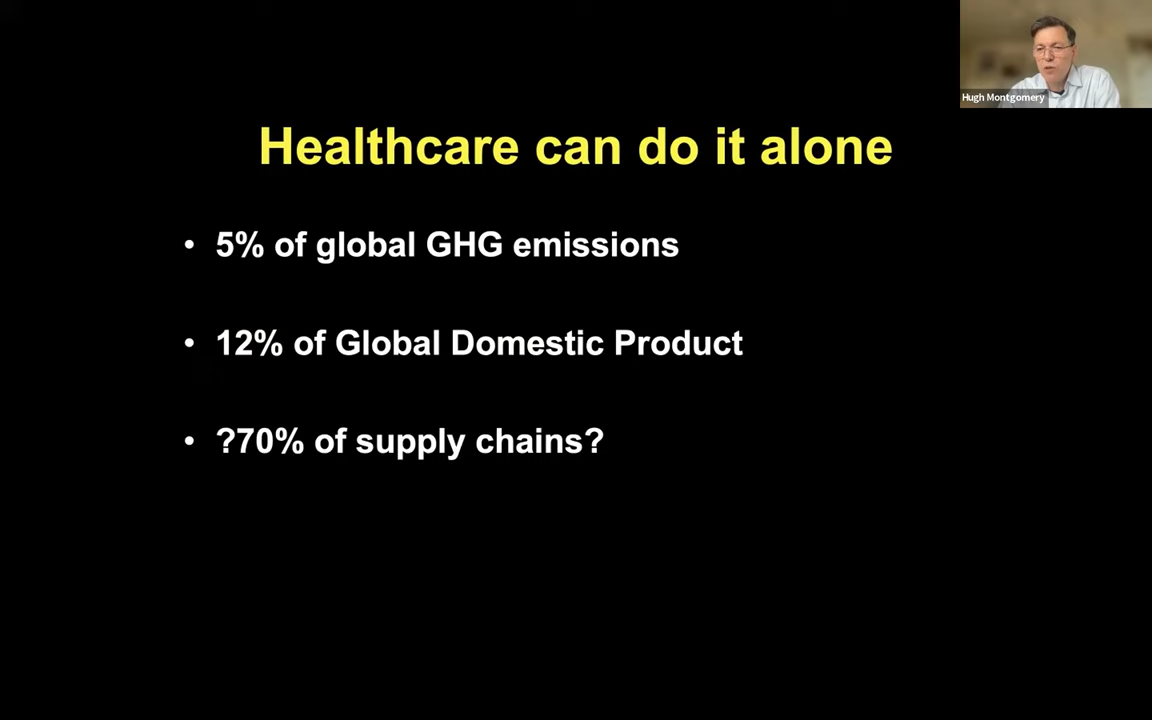 Hugh Montgomery
Healthcare can do it alone
• 5% of global GHG emissions
• 12% of Global Domestic Product
• ?70% of supply chains?